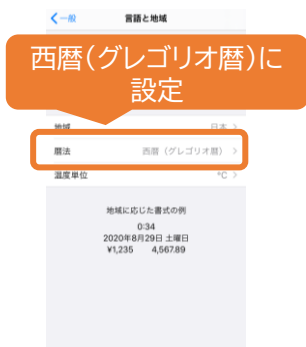 一般
言語と地域
西暦（グレゴリオ暦）に
設定
地域 日本
暦法 西暦（グレゴリオ暦）
温度単位 °C
地域に応じた書式の例
0:34
2020年8月29日 土曜日
¥1,235 4,567.89